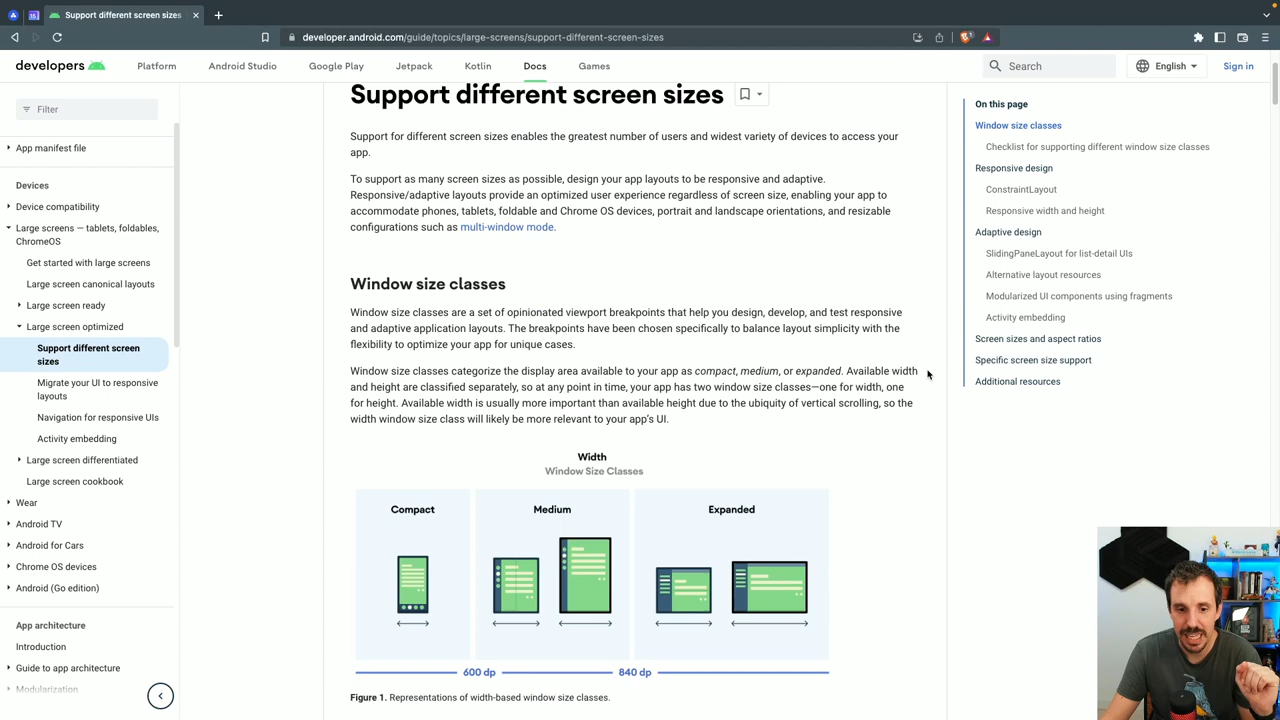 Support different screen sizes
developer.android.com/guide/topics/large-screens/support-different-screen-sizes
developers
Platform
Android Studio
Google Play
Jetpack
Kotlin
Docs
Games
Search
English
Sign in
Filter
App manifest file
Devices
Device compatibility
Large screens — tablets, foldables,
ChromeOS
Get started with large screens
Large screen canonical layouts
Large screen ready
Large screen optimized
Support different screen
sizes
Migrate your UI to responsive
layouts
Navigation for responsive UIs
Activity embedding
Large screen differentiated
Large screen cookbook
Wear
Android TV
Android for Cars
Chrome OS devices
Android (Go edition)
App architecture
Introduction
Guide to app architecture
Modularization
Support different screen sizes
Support for different screen sizes enables the greatest number of users and widest variety of devices to access your
app.
To support as many screen sizes as possible, design your app layouts to be responsive and adaptive.
Responsive/adaptive layouts provide an optimized user experience regardless of screen size, enabling your app to
accommodate phones, tablets, foldable and Chrome OS devices, portrait and landscape orientations, and resizable
configurations such as multi-window mode.
Window size classes
Window size classes are a set of opinionated viewport breakpoints that help you design, develop, and test responsive
and adaptive application layouts. The breakpoints have been chosen specifically to balance layout simplicity with the
flexibility to optimize your app for unique cases.
Window size classes categorize the display area available to your app as compact, medium, or expanded. Available width
and height are classified separately, so at any point in time, your app has two window size classes—one for width, one
for height. Available width is usually more important than available height due to the ubiquity of vertical scrolling, so the
width window size class will likely be more relevant to your app's UI.
Width
Window Size Classes
Compact
Medium
Expanded
600 dp
840 dp
Figure 1. Representations of width-based window size classes.
On this page
Window size classes
Checklist for supporting different window size classes
Responsive design
ConstraintLayout
Responsive width and height
Adaptive design
SlidingPaneLayout for list-detail UIs
Alternative layout resources
Modularized UI components using fragments
Activity embedding
Screen sizes and aspect ratios
Specific screen size support
Additional resources